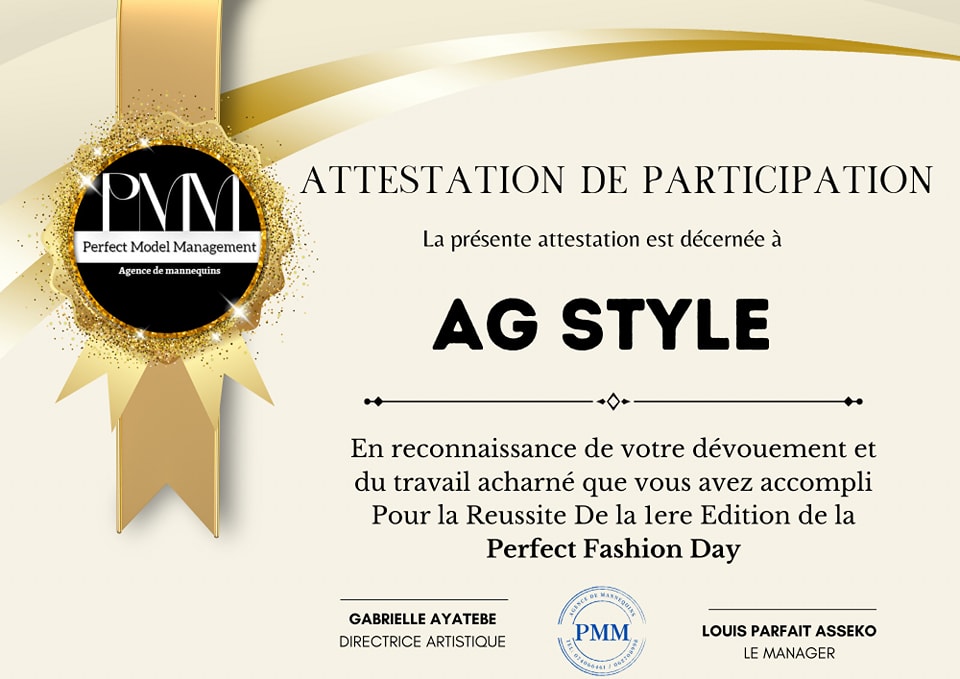 PMM
Perfect Model Management
Agence de mannequins
ATTESTATION DE PARTICIPATION
La présente attestation est décernée à
AG STYLE
En reconnaissance de votre dévouement et
du travail acharné que vous avez accompli
Pour la Reussite De la 1ere Edition de la
Perfect Fashion Day
GABRIELLE AYATEBE
DIRECTRICE ARTISTIQUE
AGENCE DE MANNEQUINS
PMM
LOUIS PARFAIT ASSEKO
LE MANAGER